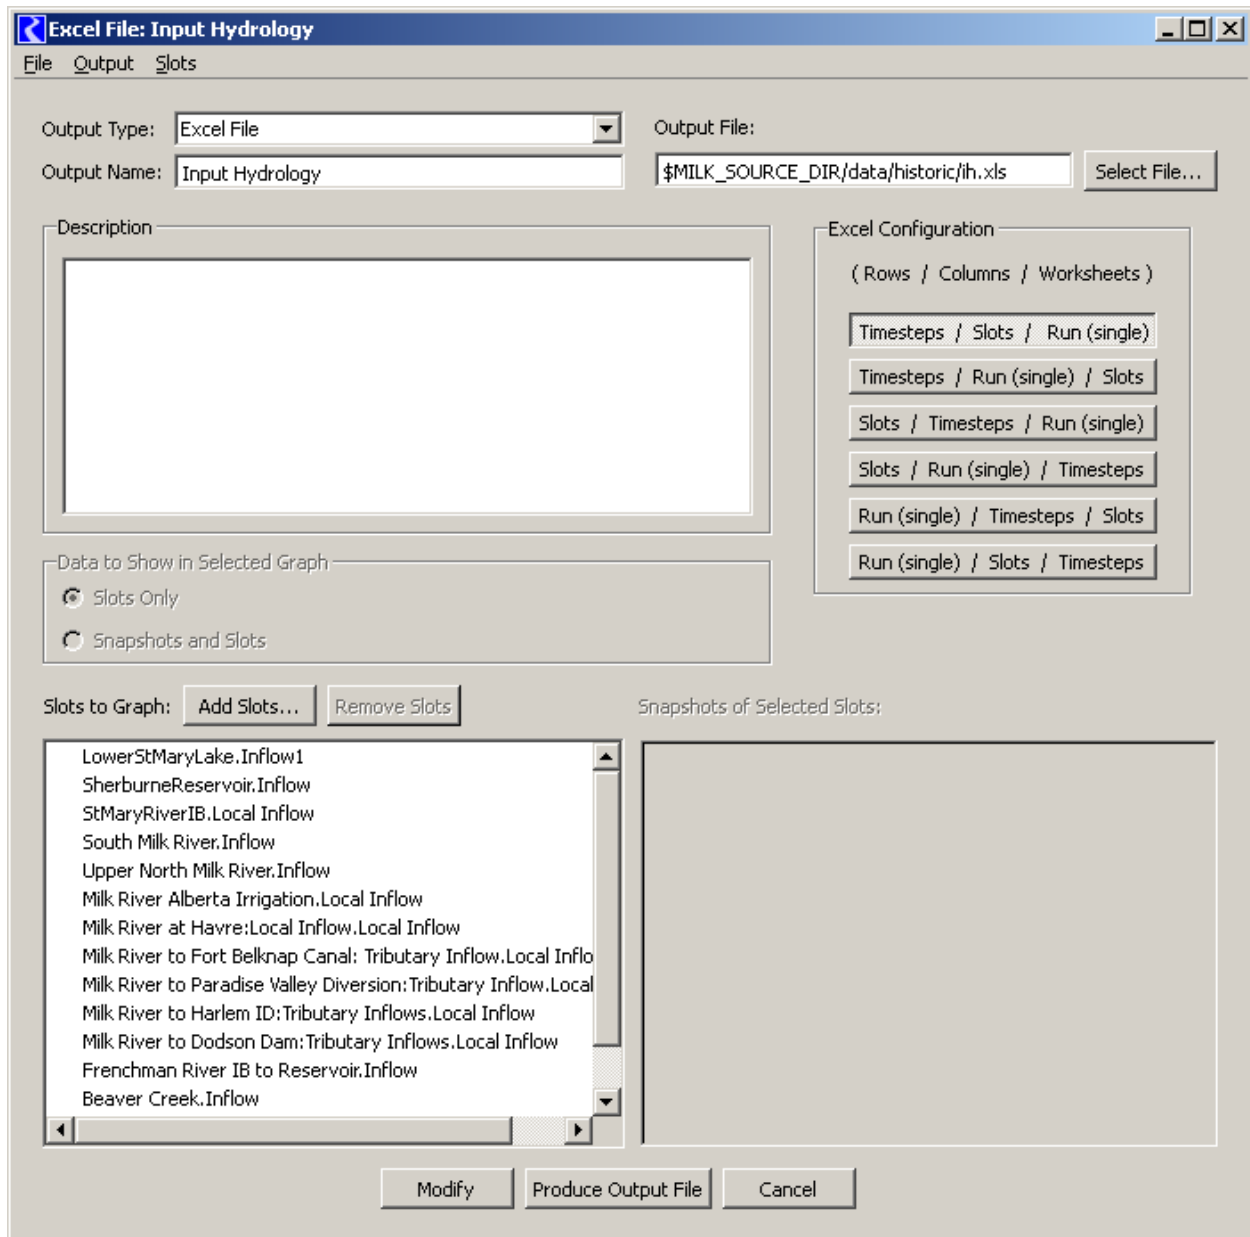 Excel File: Input Hydrology
File Output Slots
Output Type: Excel File
Output File:
Output Name: Input Hydrology
$MILK_SOURCE_DIR/data/historic/ih.xls Select File...
Description
Excel Configuration
( Rows / Columns / Worksheets )
Timesteps / Slots / Run (single)
Timesteps / Run (single) / Slots
Slots / Timesteps / Run (single)
Slots / Run (single) / Timesteps
Run (single) / Timesteps / Slots
Run (single) / Slots / Timesteps
Data to Show in Selected Graph
Slots Only
Snapshots and Slots
Slots to Graph: Add Slots... Remove Slots
Snapshots of Selected Slots:
LowerStMaryLake.Inflow1
SherburneReservoir.Inflow
StMaryRiverIB.Local Inflow
South Milk River.Inflow
Upper North Milk River.Inflow
Milk River Alberta Irrigation.Local Inflow
Milk River at Havre:Local Inflow.Local Inflow
Milk River to Fort Belknap Canal: Tributary Inflow.Local Inflo
Milk River to Paradise Valley Diversion:Tributary Inflow.Local
Milk River to Harlem ID:Tributary Inflows.Local Inflow
Milk River to Dodson Dam:Tributary Inflows.Local Inflow
Frenchman River IB to Reservoir.Inflow
Beaver Creek.Inflow
Modify Produce Output File Cancel